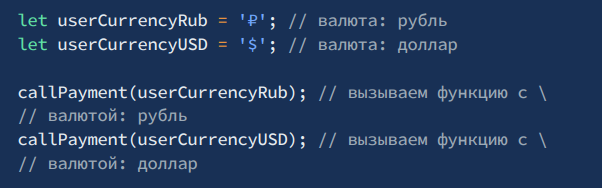 let userCurrencyRub = '₽'; // валюта: рубль
let userCurrencyUSD = '$'; // валюта: доллар
callPayment(userCurrencyRub); // вызываем функцию с \
// валютой: рубль
callPayment(userCurrencyUSD); // вызываем функцию с \
// валютой: доллар